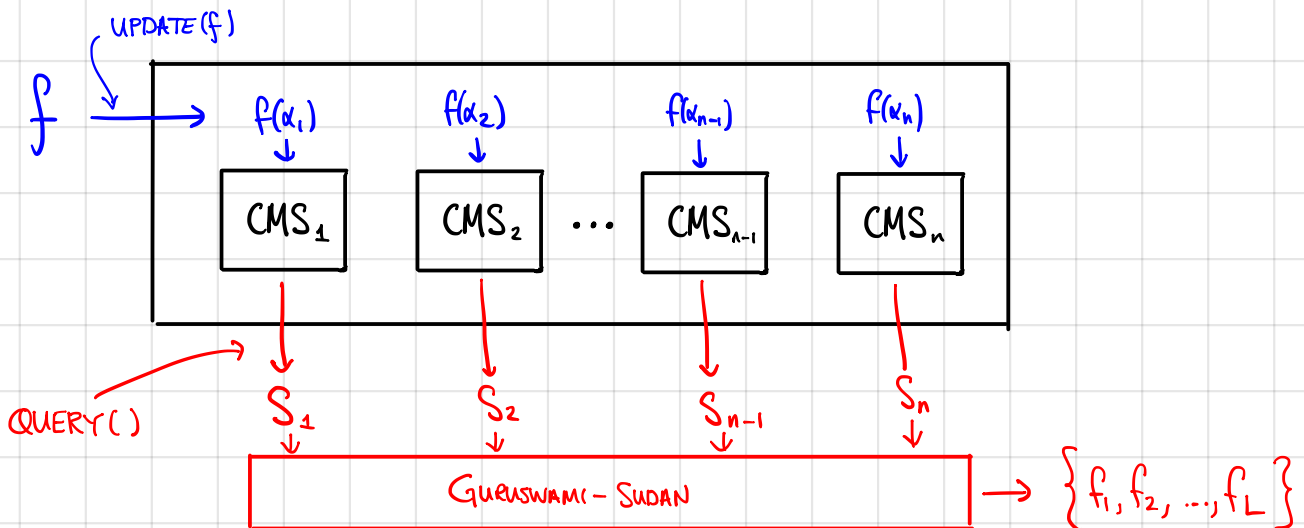 UPDATE(f)
f
f(α₁) f(α₂) f(αₙ₋₁) f(αₙ)
CMS₁ CMS₂ ... CMSₙ₋₁ CMSₙ
QUERY()
S₁ S₂ Sₙ₋₁ Sₙ
GURUSWAMI-SUDAN
{f₁, f₂, ..., f_L}